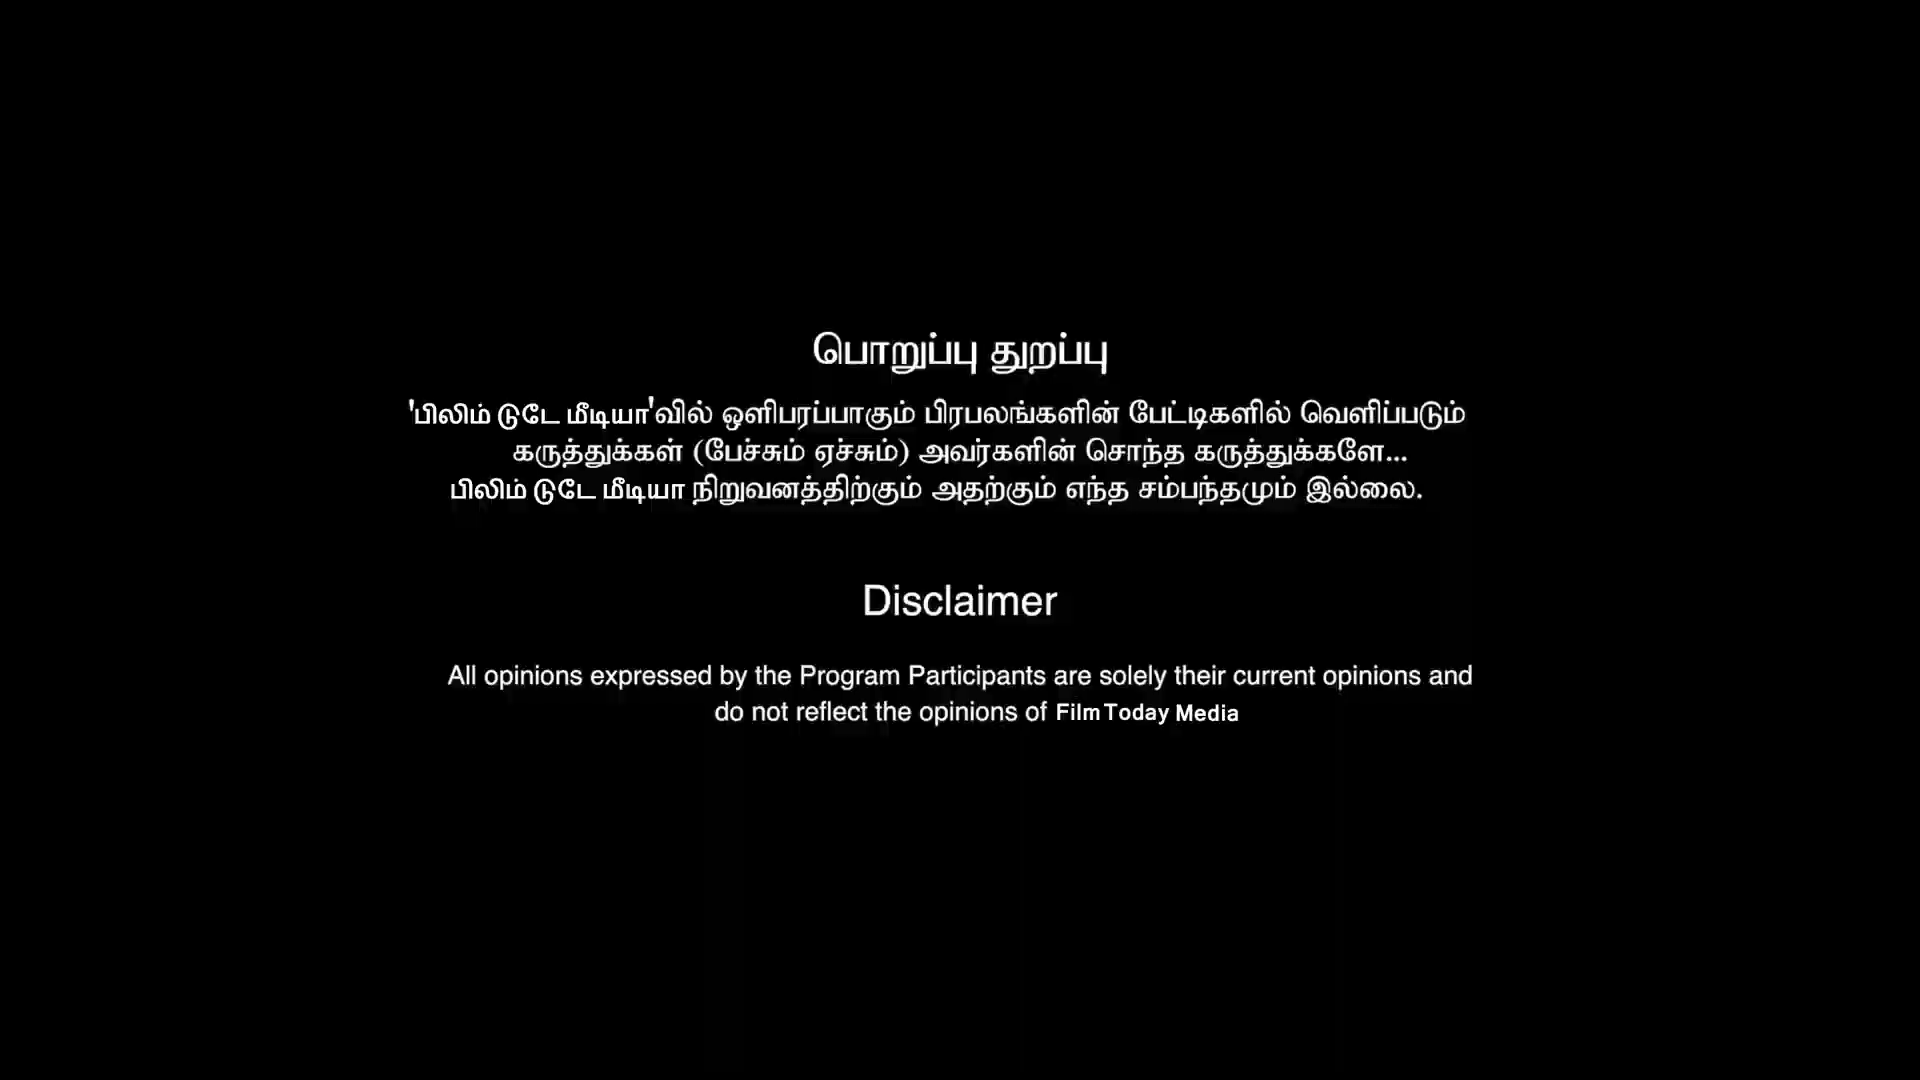 பொறுப்பு துறப்பு
'பிலிம் டுடே மீடியா'வில் ஒளிபரப்பாகும் பிரபலங்களின் பேட்டிகளில் வெளிப்படும்
கருத்துக்கள் (பேச்சும் ஏச்சும்) அவர்களின் சொந்த கருத்துக்களே...
பிலிம் டுடே மீடியா நிறுவனத்திற்கும் அதற்கும் எந்த சம்பந்தமும் இல்லை.
Disclaimer
All opinions expressed by the Program Participants are solely their current opinions and
do not reflect the opinions of Film Today Media